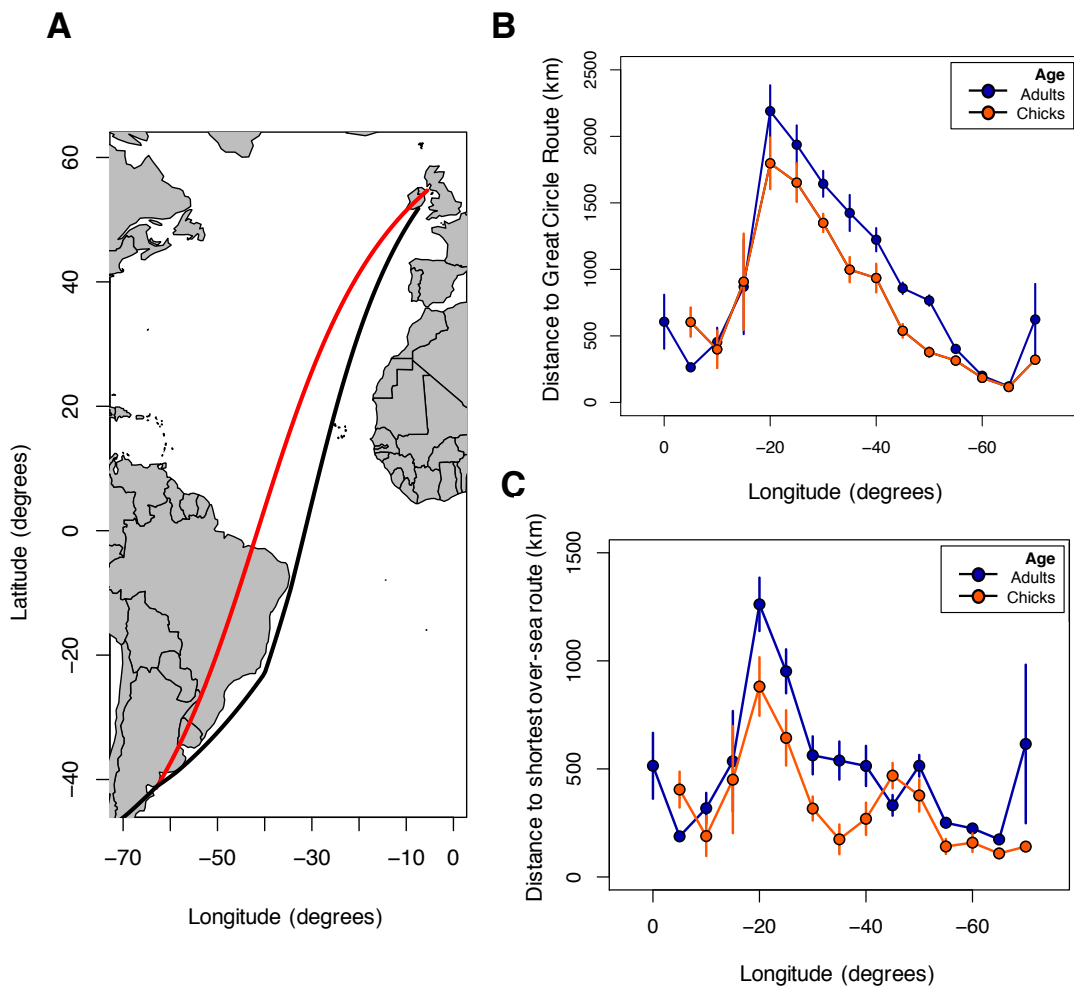 A
60
40
20
0
−20
−40
Latitude (degrees)
−70
−50
−30
−10
0
Longitude (degrees)
B
2500
2000
1500
1000
500
0
Distance to Great Circle Route (km)
Age
Adults
Chicks
0
−20
−40
−60
Longitude (degrees)
C
1500
1000
500
0
Distance to shortest over-sea route (km)
Age
Adults
Chicks
0
−20
−40
−60
Longitude (degrees)